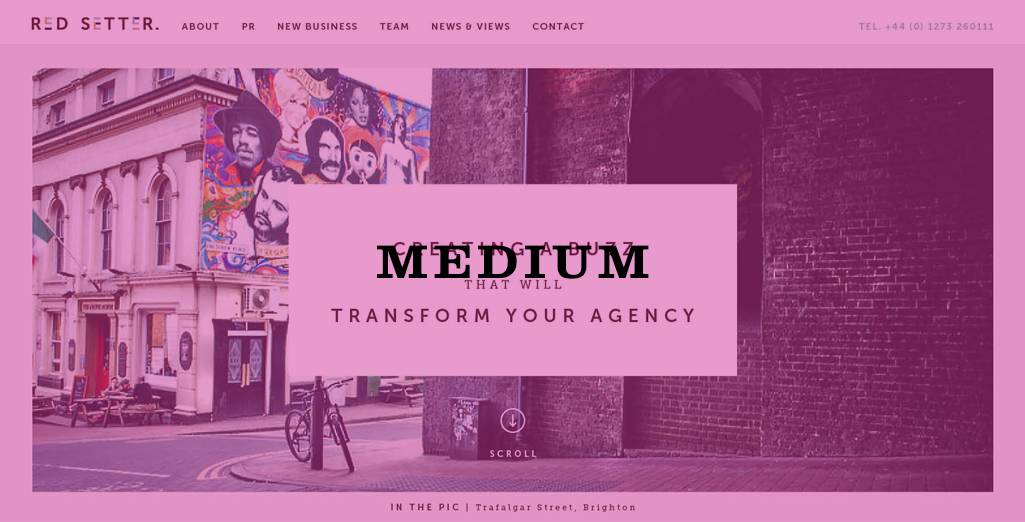 RED SETTER.
ABOUT PR NEW BUSINESS TEAM NEWS & VIEWS CONTACT
TEL. +44 (0) 1273 260111
CREATING A BUZZ
MEDIUM
THAT WILL
TRANSFORM YOUR AGENCY
SCROLL
IN THE PIC | Trafalgar Street, Brighton